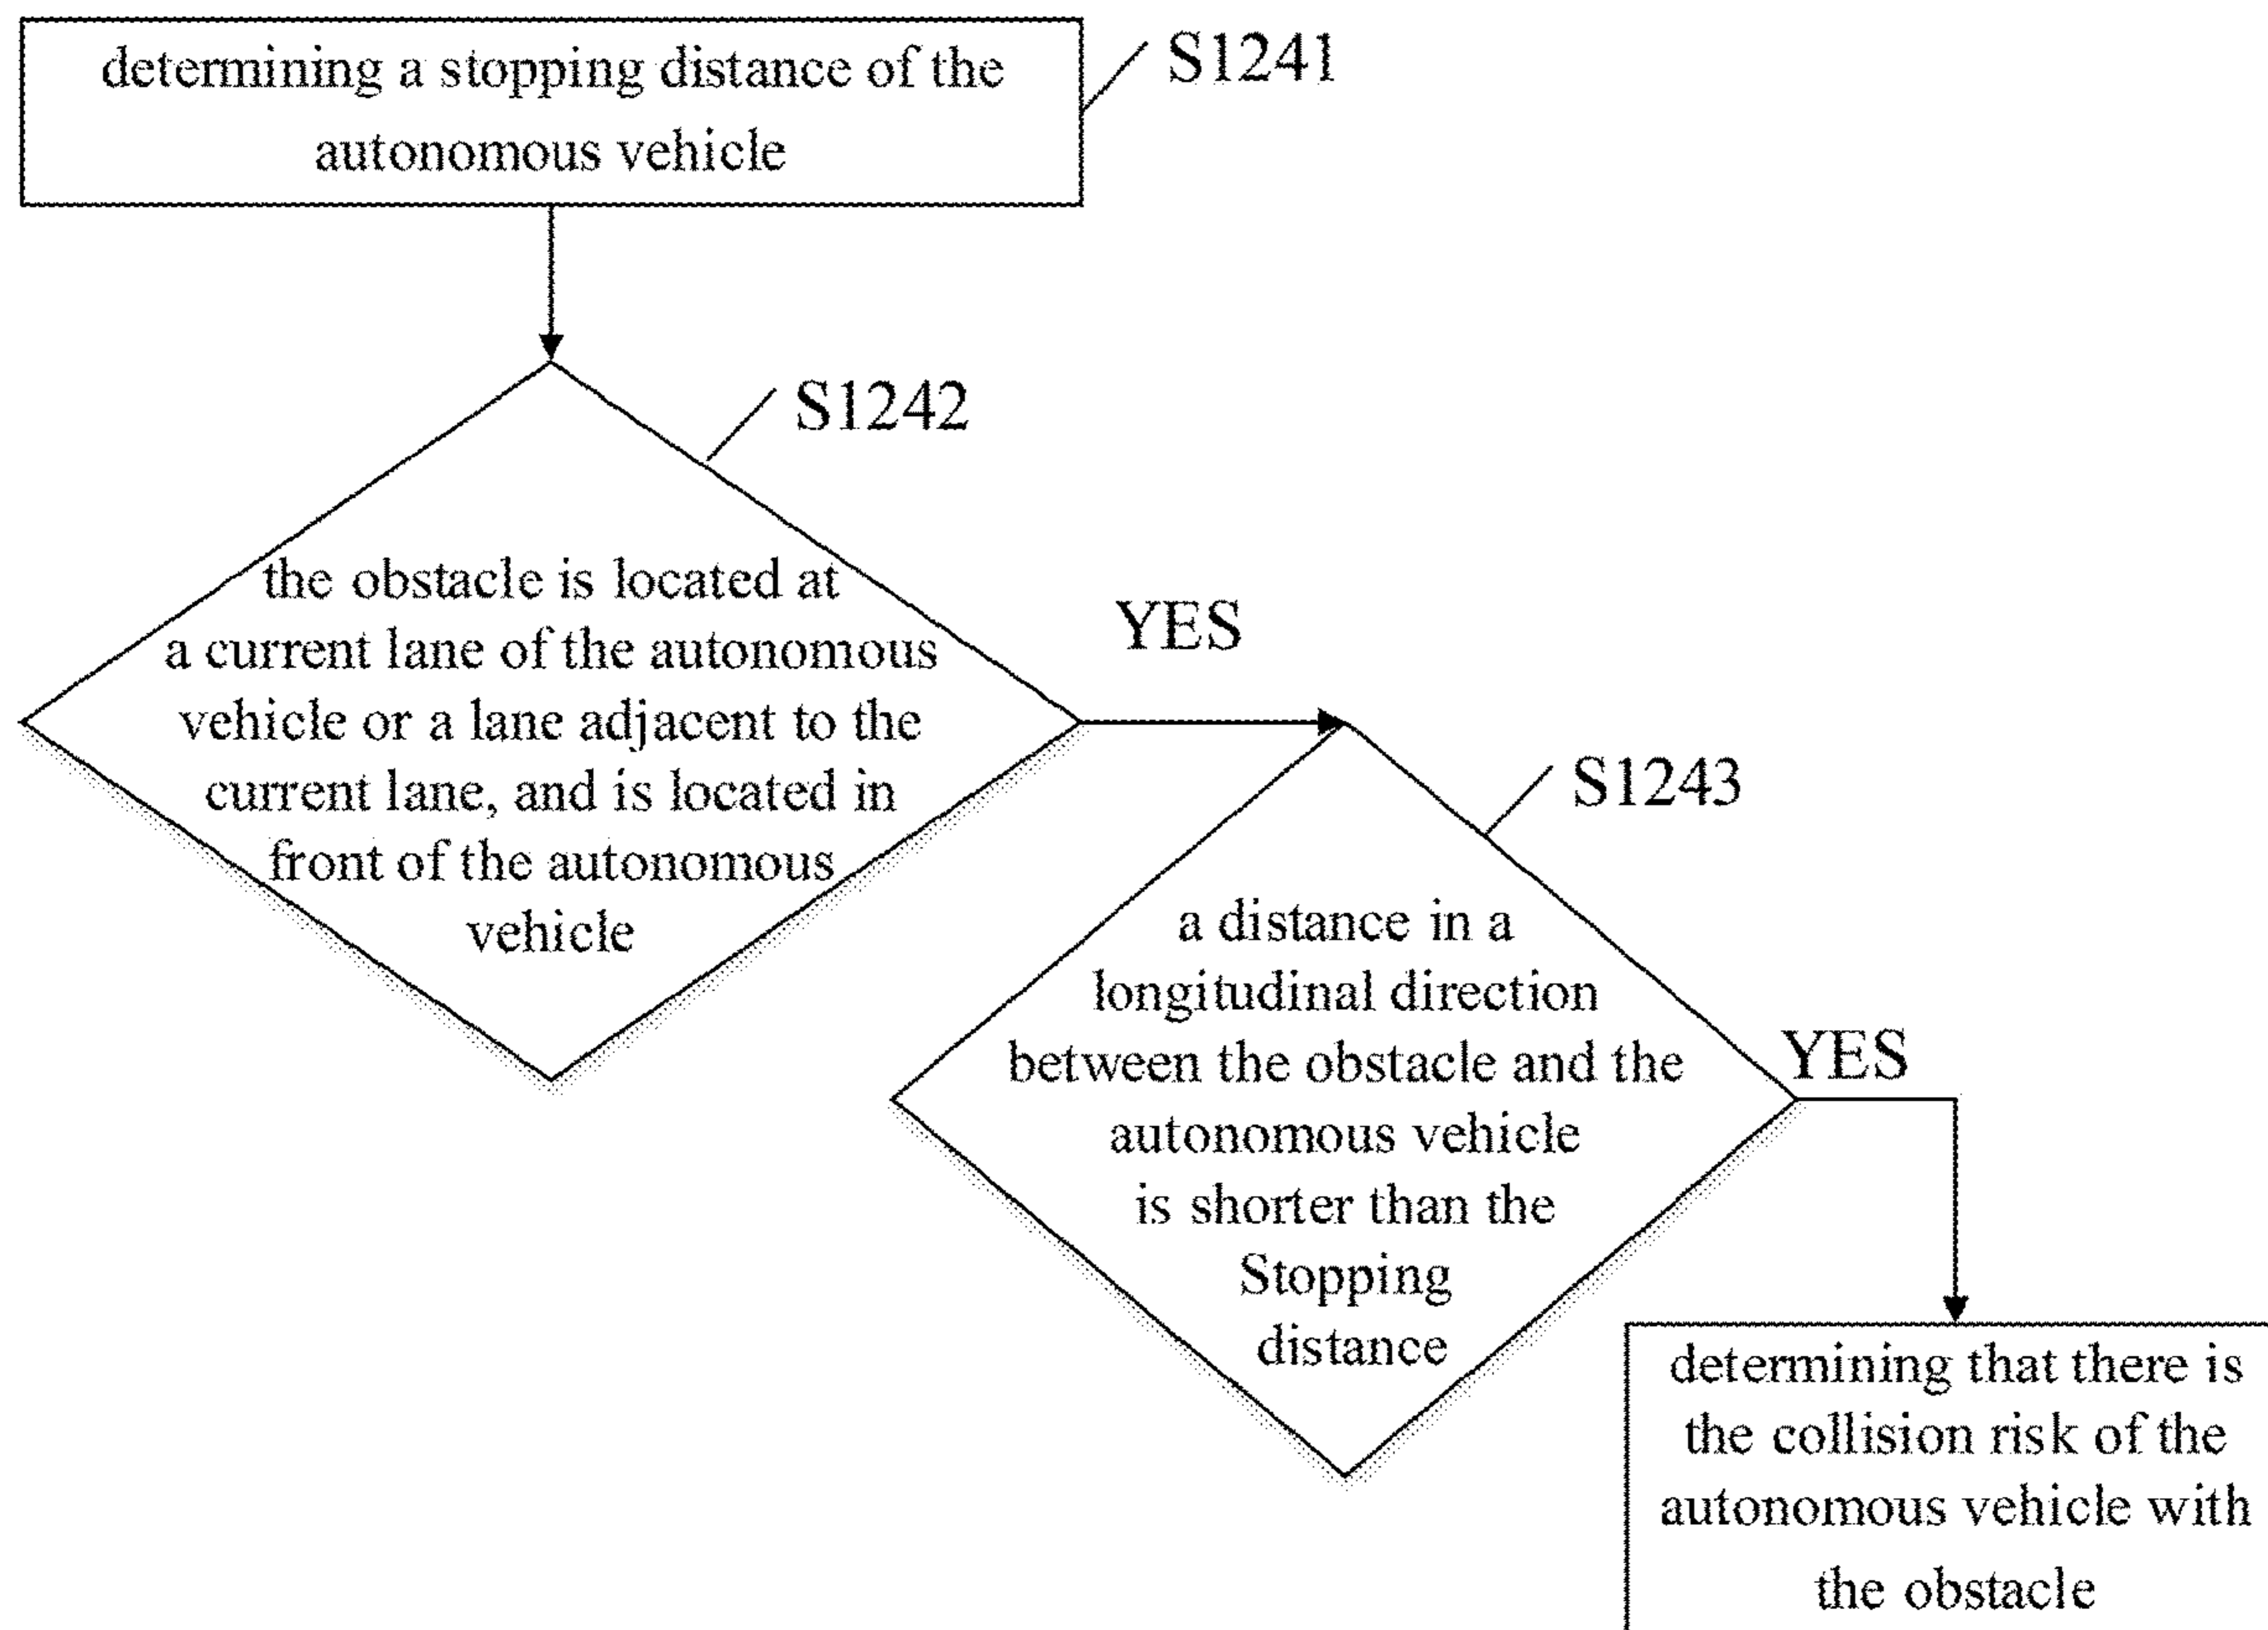 determining a stopping distance of the
autonomous vehicle
S1241
S1242
the obstacle is located at
a current lane of the autonomous
vehicle or a lane adjacent to the
current lane, and is located in
front of the autonomous
vehicle
YES
S1243
a distance in a
longitudinal direction
between the obstacle and the
autonomous vehicle
is shorter than the
Stopping
distance
YES
determining that there is
the collision risk of the
autonomous vehicle with
the obstacle